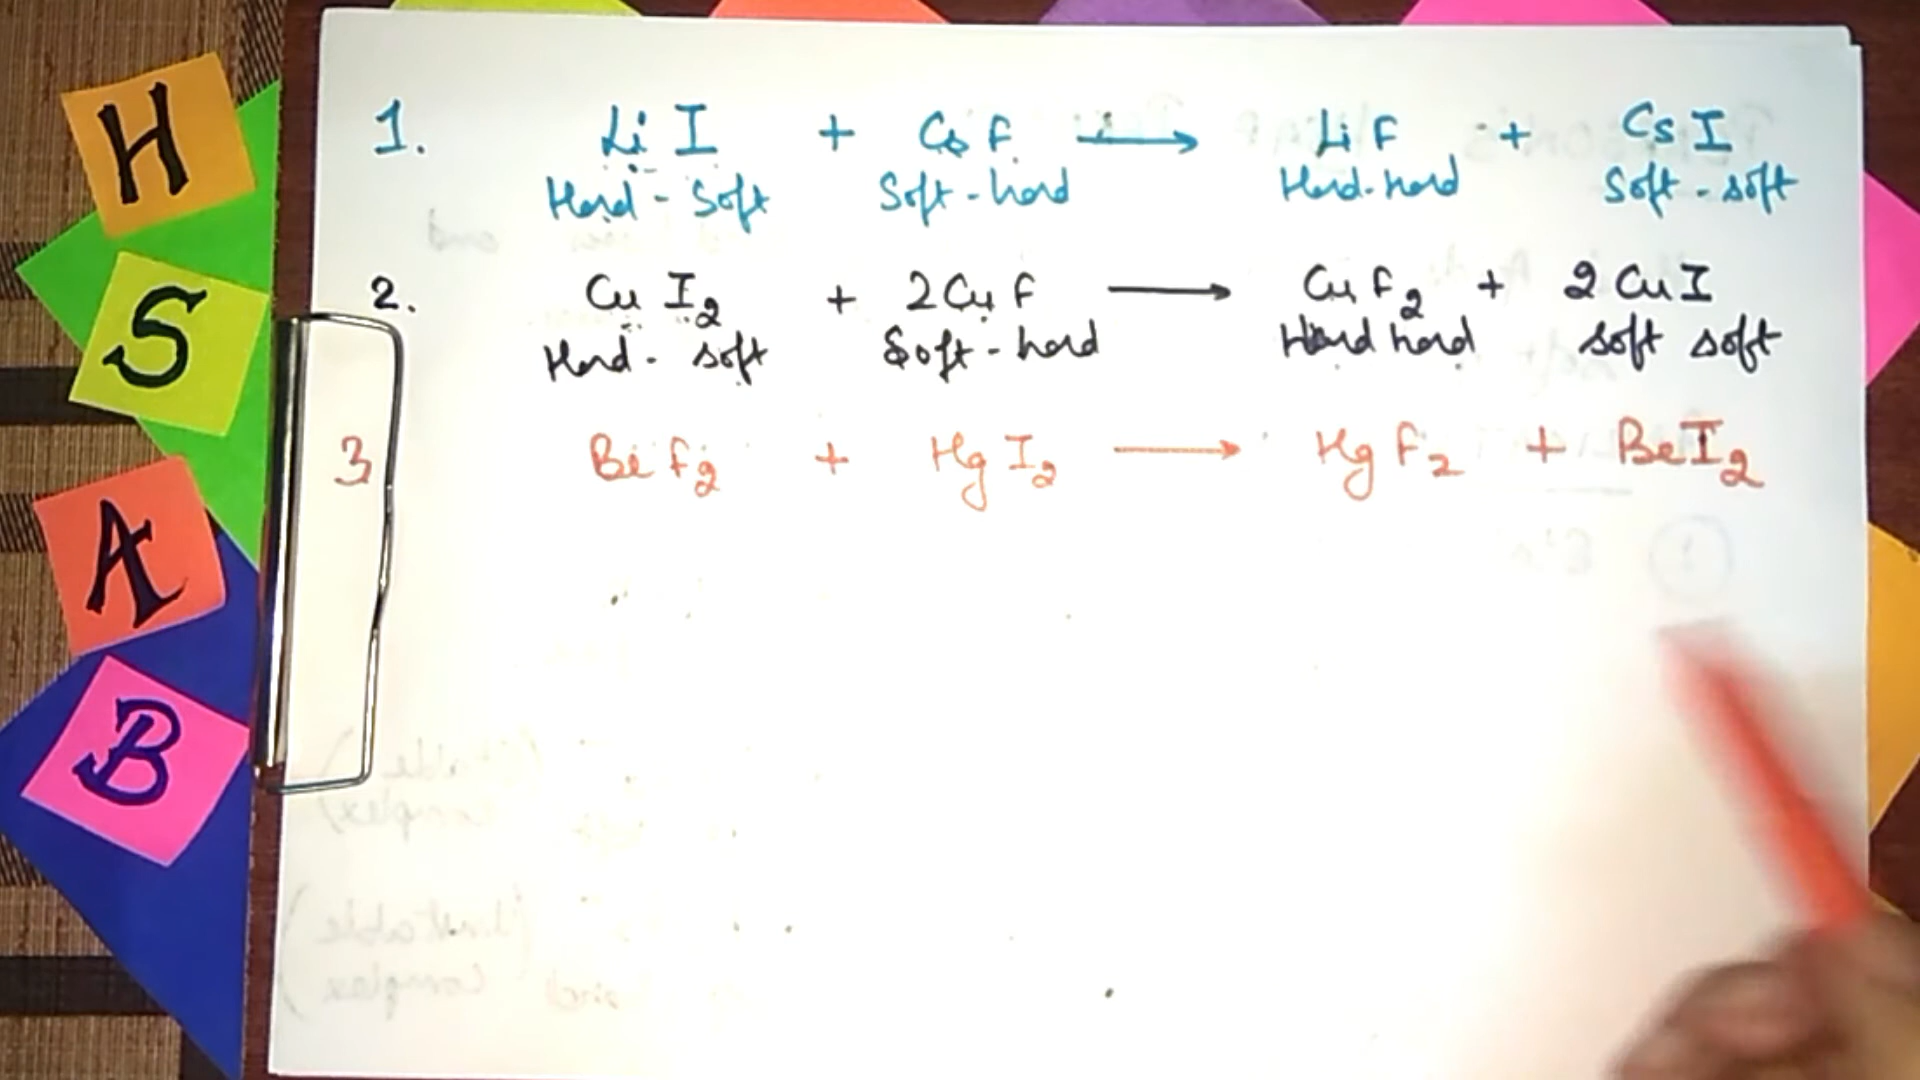 H
S
A
B
1. LiI + CsF → LiF + CsI
Hard - Soft Soft - hard Hard - hard Soft - soft
2. CuI2 + 2CuF → CuF2 + 2CuI
Hard - soft Soft - hard Hard hard soft soft
3 BeF2 + HgI2 → HgF2 + BeI2